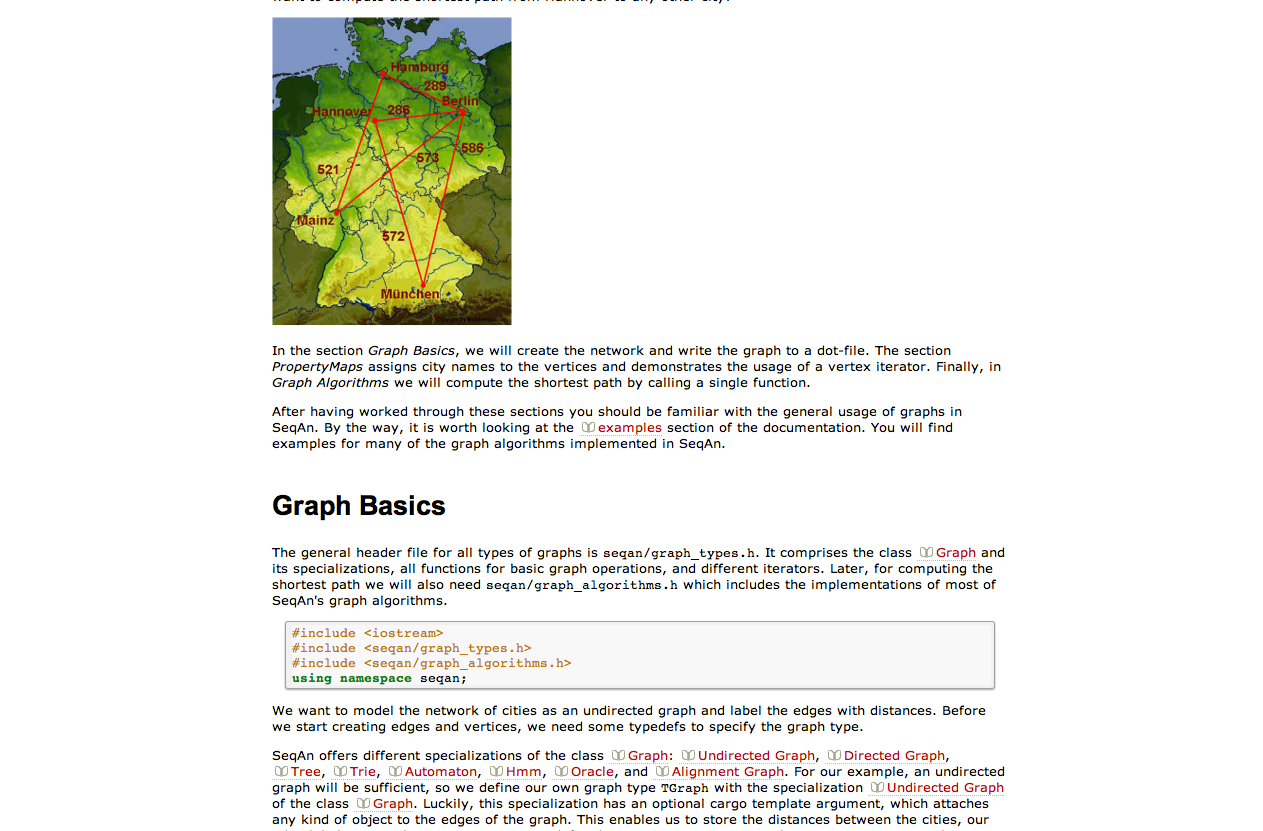 want to compute the shortest path from Hannover to any other city.
Hamburg
289
Berlin
Hannover 286
586
573
521
Mainz
572
München
In the section Graph Basics, we will create the network and write the graph to a dot-file. The section
PropertyMaps assigns city names to the vertices and demonstrates the usage of a vertex iterator. Finally, in
Graph Algorithms we will compute the shortest path by calling a single function.
After having worked through these sections you should be familiar with the general usage of graphs in
SeqAn. By the way, it is worth looking at the examples section of the documentation. You will find
examples for many of the graph algorithms implemented in SeqAn.
Graph Basics
The general header file for all types of graphs is seqan/graph_types.h. It comprises the class Graph and
its specializations, all functions for basic graph operations, and different iterators. Later, for computing the
shortest path we will also need seqan/graph_algorithms.h which includes the implementations of most of
SeqAn's graph algorithms.
#include <iostream>
#include <seqan/graph_types.h>
#include <seqan/graph_algorithms.h>
using namespace seqan;
We want to model the network of cities as an undirected graph and label the edges with distances. Before
we start creating edges and vertices, we need some typedefs to specify the graph type.
SeqAn offers different specializations of the class Graph: Undirected Graph, Directed Graph,
Tree, Trie, Automaton, Hmm, Oracle, and Alignment Graph. For our example, an undirected
graph will be sufficient, so we define our own graph type TGraph with the specialization Undirected Graph
of the class Graph. Luckily, this specialization has an optional cargo template argument, which attaches
any kind of object to the edges of the graph. This enables us to store the distances between the cities, our